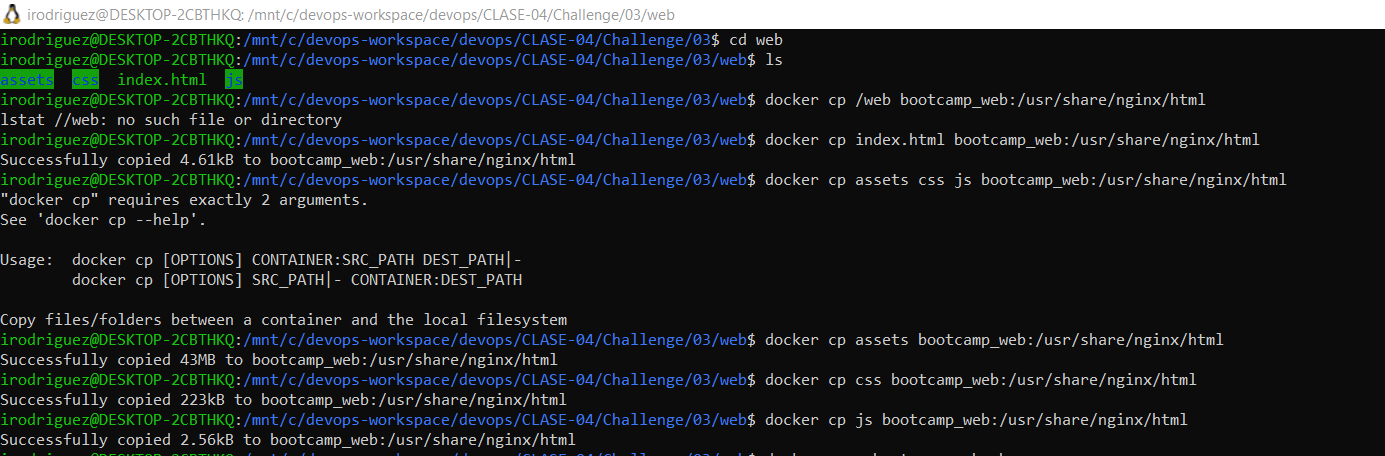 irodriguez@DESKTOP-2CBTHKQ: /mnt/c/devops-workspace/devops/CLASE-04/Challenge/03/web
irodriguez@DESKTOP-2CBTHKQ:/mnt/c/devops-workspace/devops/CLASE-04/Challenge/03$ cd web
irodriguez@DESKTOP-2CBTHKQ:/mnt/c/devops-workspace/devops/CLASE-04/Challenge/03/web$ ls
assets  css  index.html  js
irodriguez@DESKTOP-2CBTHKQ:/mnt/c/devops-workspace/devops/CLASE-04/Challenge/03/web$ docker cp /web bootcamp_web:/usr/share/nginx/html
lstat //web: no such file or directory
irodriguez@DESKTOP-2CBTHKQ:/mnt/c/devops-workspace/devops/CLASE-04/Challenge/03/web$ docker cp index.html bootcamp_web:/usr/share/nginx/html
Successfully copied 4.61kB to bootcamp_web:/usr/share/nginx/html
irodriguez@DESKTOP-2CBTHKQ:/mnt/c/devops-workspace/devops/CLASE-04/Challenge/03/web$ docker cp assets css js bootcamp_web:/usr/share/nginx/html
"docker cp" requires exactly 2 arguments.
See 'docker cp --help'.
Usage:  docker cp [OPTIONS] CONTAINER:SRC_PATH DEST_PATH|-
        docker cp [OPTIONS] SRC_PATH|- CONTAINER:DEST_PATH
Copy files/folders between a container and the local filesystem
irodriguez@DESKTOP-2CBTHKQ:/mnt/c/devops-workspace/devops/CLASE-04/Challenge/03/web$ docker cp assets bootcamp_web:/usr/share/nginx/html
Successfully copied 43MB to bootcamp_web:/usr/share/nginx/html
irodriguez@DESKTOP-2CBTHKQ:/mnt/c/devops-workspace/devops/CLASE-04/Challenge/03/web$ docker cp css bootcamp_web:/usr/share/nginx/html
Successfully copied 223kB to bootcamp_web:/usr/share/nginx/html
irodriguez@DESKTOP-2CBTHKQ:/mnt/c/devops-workspace/devops/CLASE-04/Challenge/03/web$ docker cp js bootcamp_web:/usr/share/nginx/html
Successfully copied 2.56kB to bootcamp_web:/usr/share/nginx/html